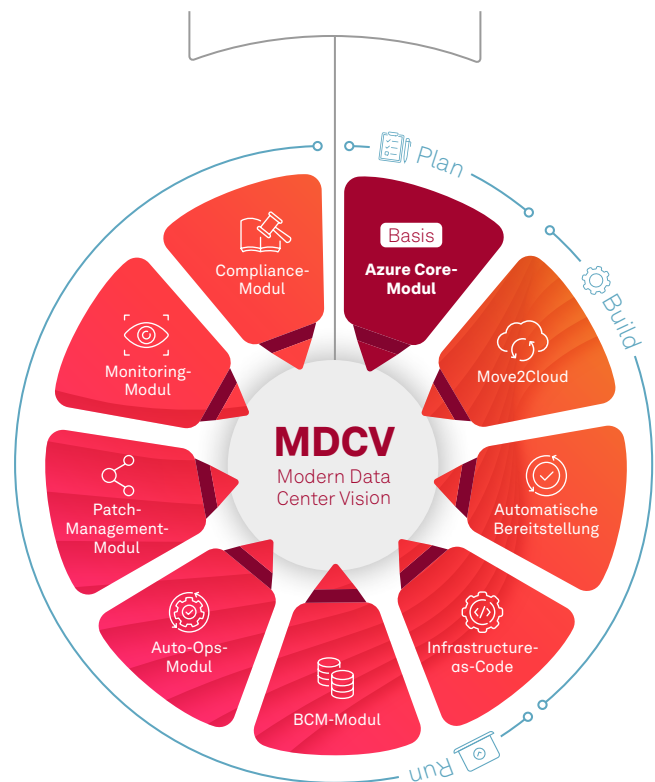 Plan
Build
Run
Basis
Azure Core-
Modul
Move2Cloud
Automatische
Bereitstellung
Infrastructure-
as-Code
BCM-Modul
Auto-Ops-
Modul
Patch-
Management-
Modul
Monitoring-
Modul
Compliance-
Modul
MDCV
Modern Data
Center Vision